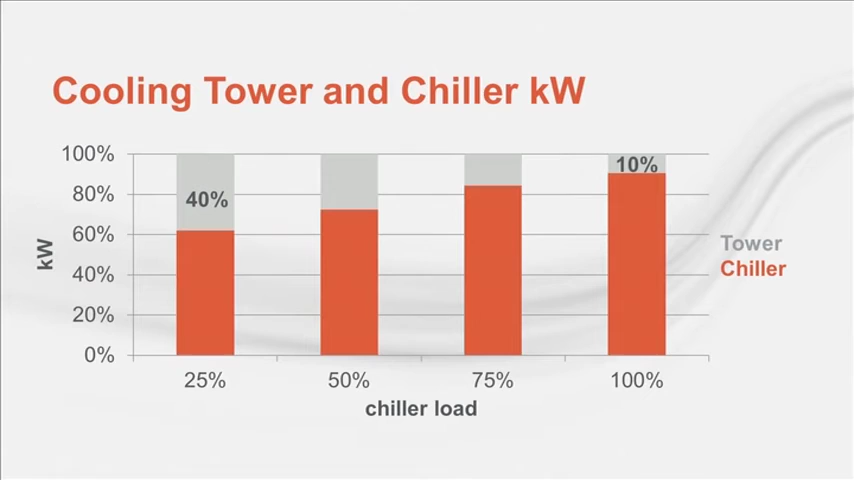 Cooling Tower and Chiller kW
100%
80%
60%
40%
20%
0%
kW
40%
10%
Tower
Chiller
25% 50% 75% 100%
chiller load